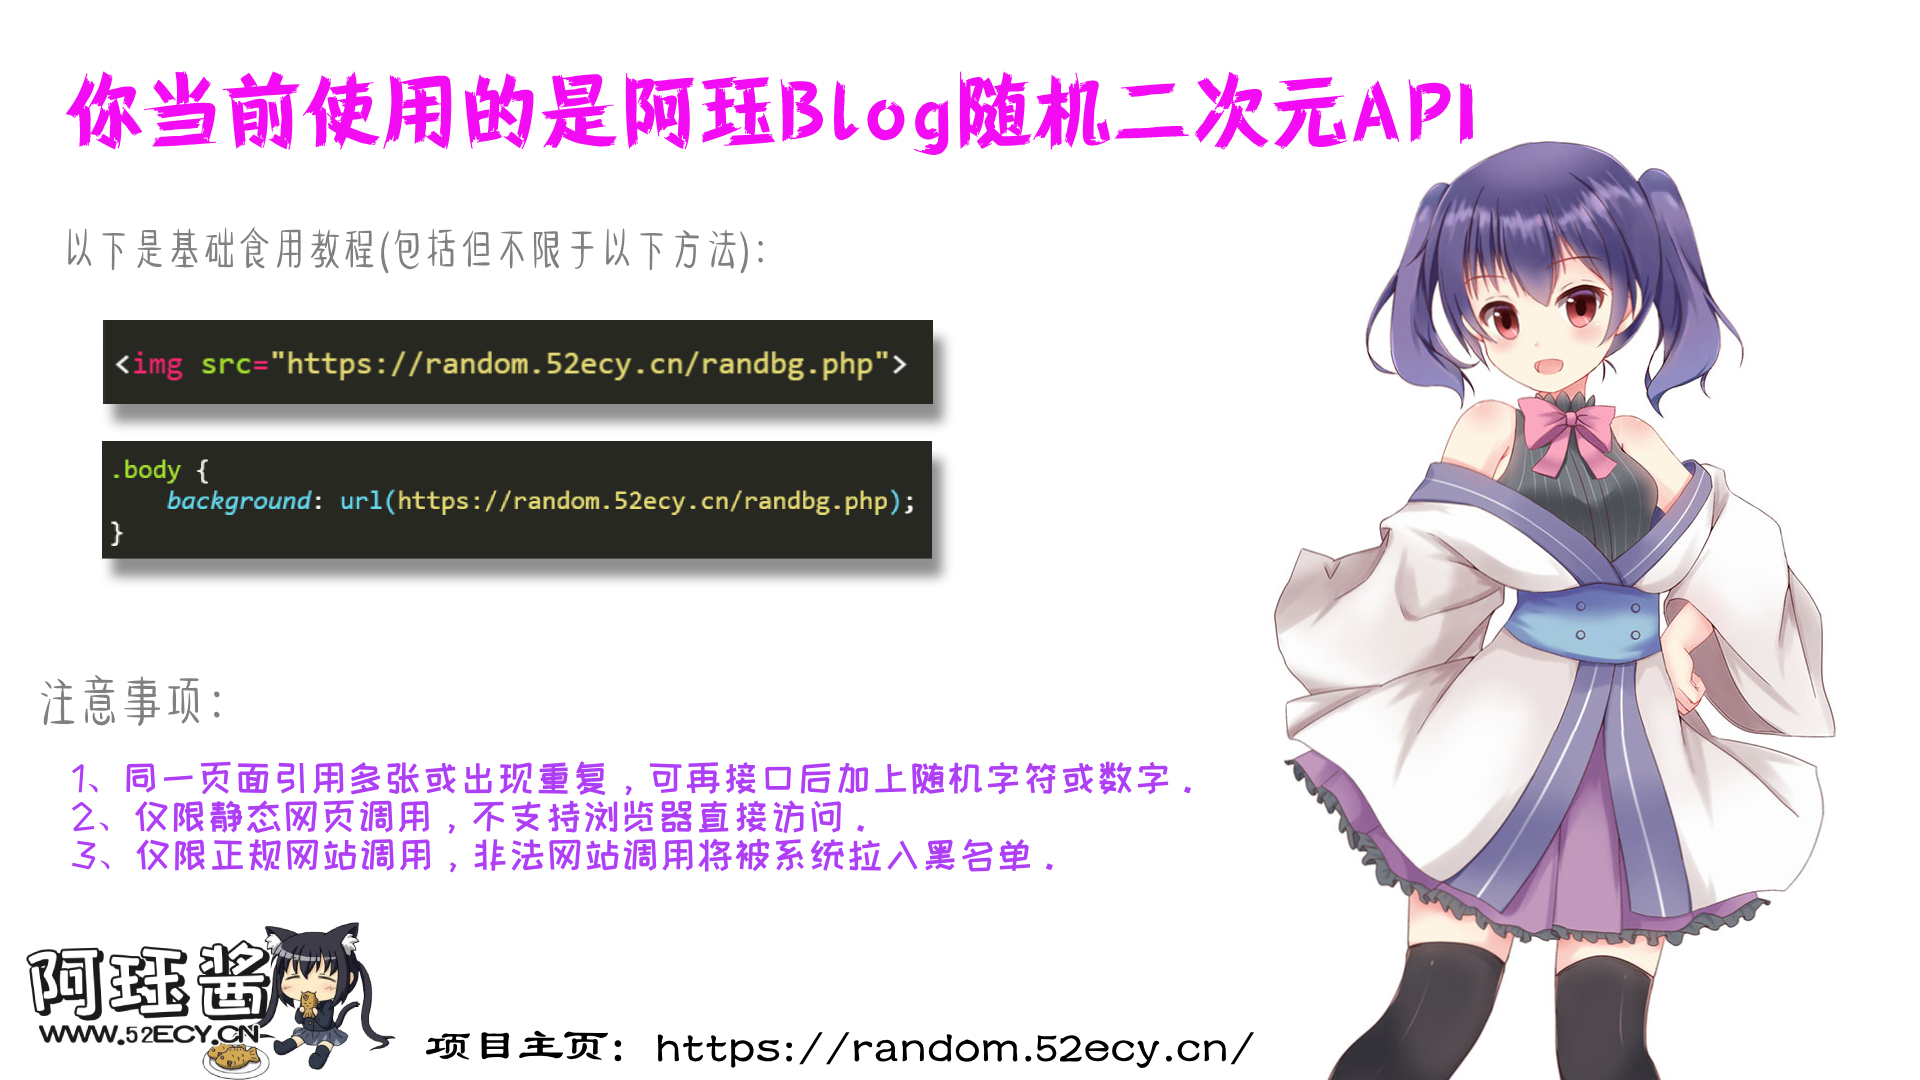 你当前使用的是阿珏Blog随机二次元API
以下是基础食用教程(包括但不限于以下方法):
<img src="https://random.52ecy.cn/randbg.php">
.body {
    background: url(https://random.52ecy.cn/randbg.php);
}
注意事项:
1、同一页面引用多张或出现重复，可再接口后加上随机字符或数字.
2、仅限静态网页调用，不支持浏览器直接访问.
3、仅限正规网站调用，非法网站调用将被系统拉入黑名单.
阿珏酱
WWW.52ECY.CN
项目主页：https://random.52ecy.cn/